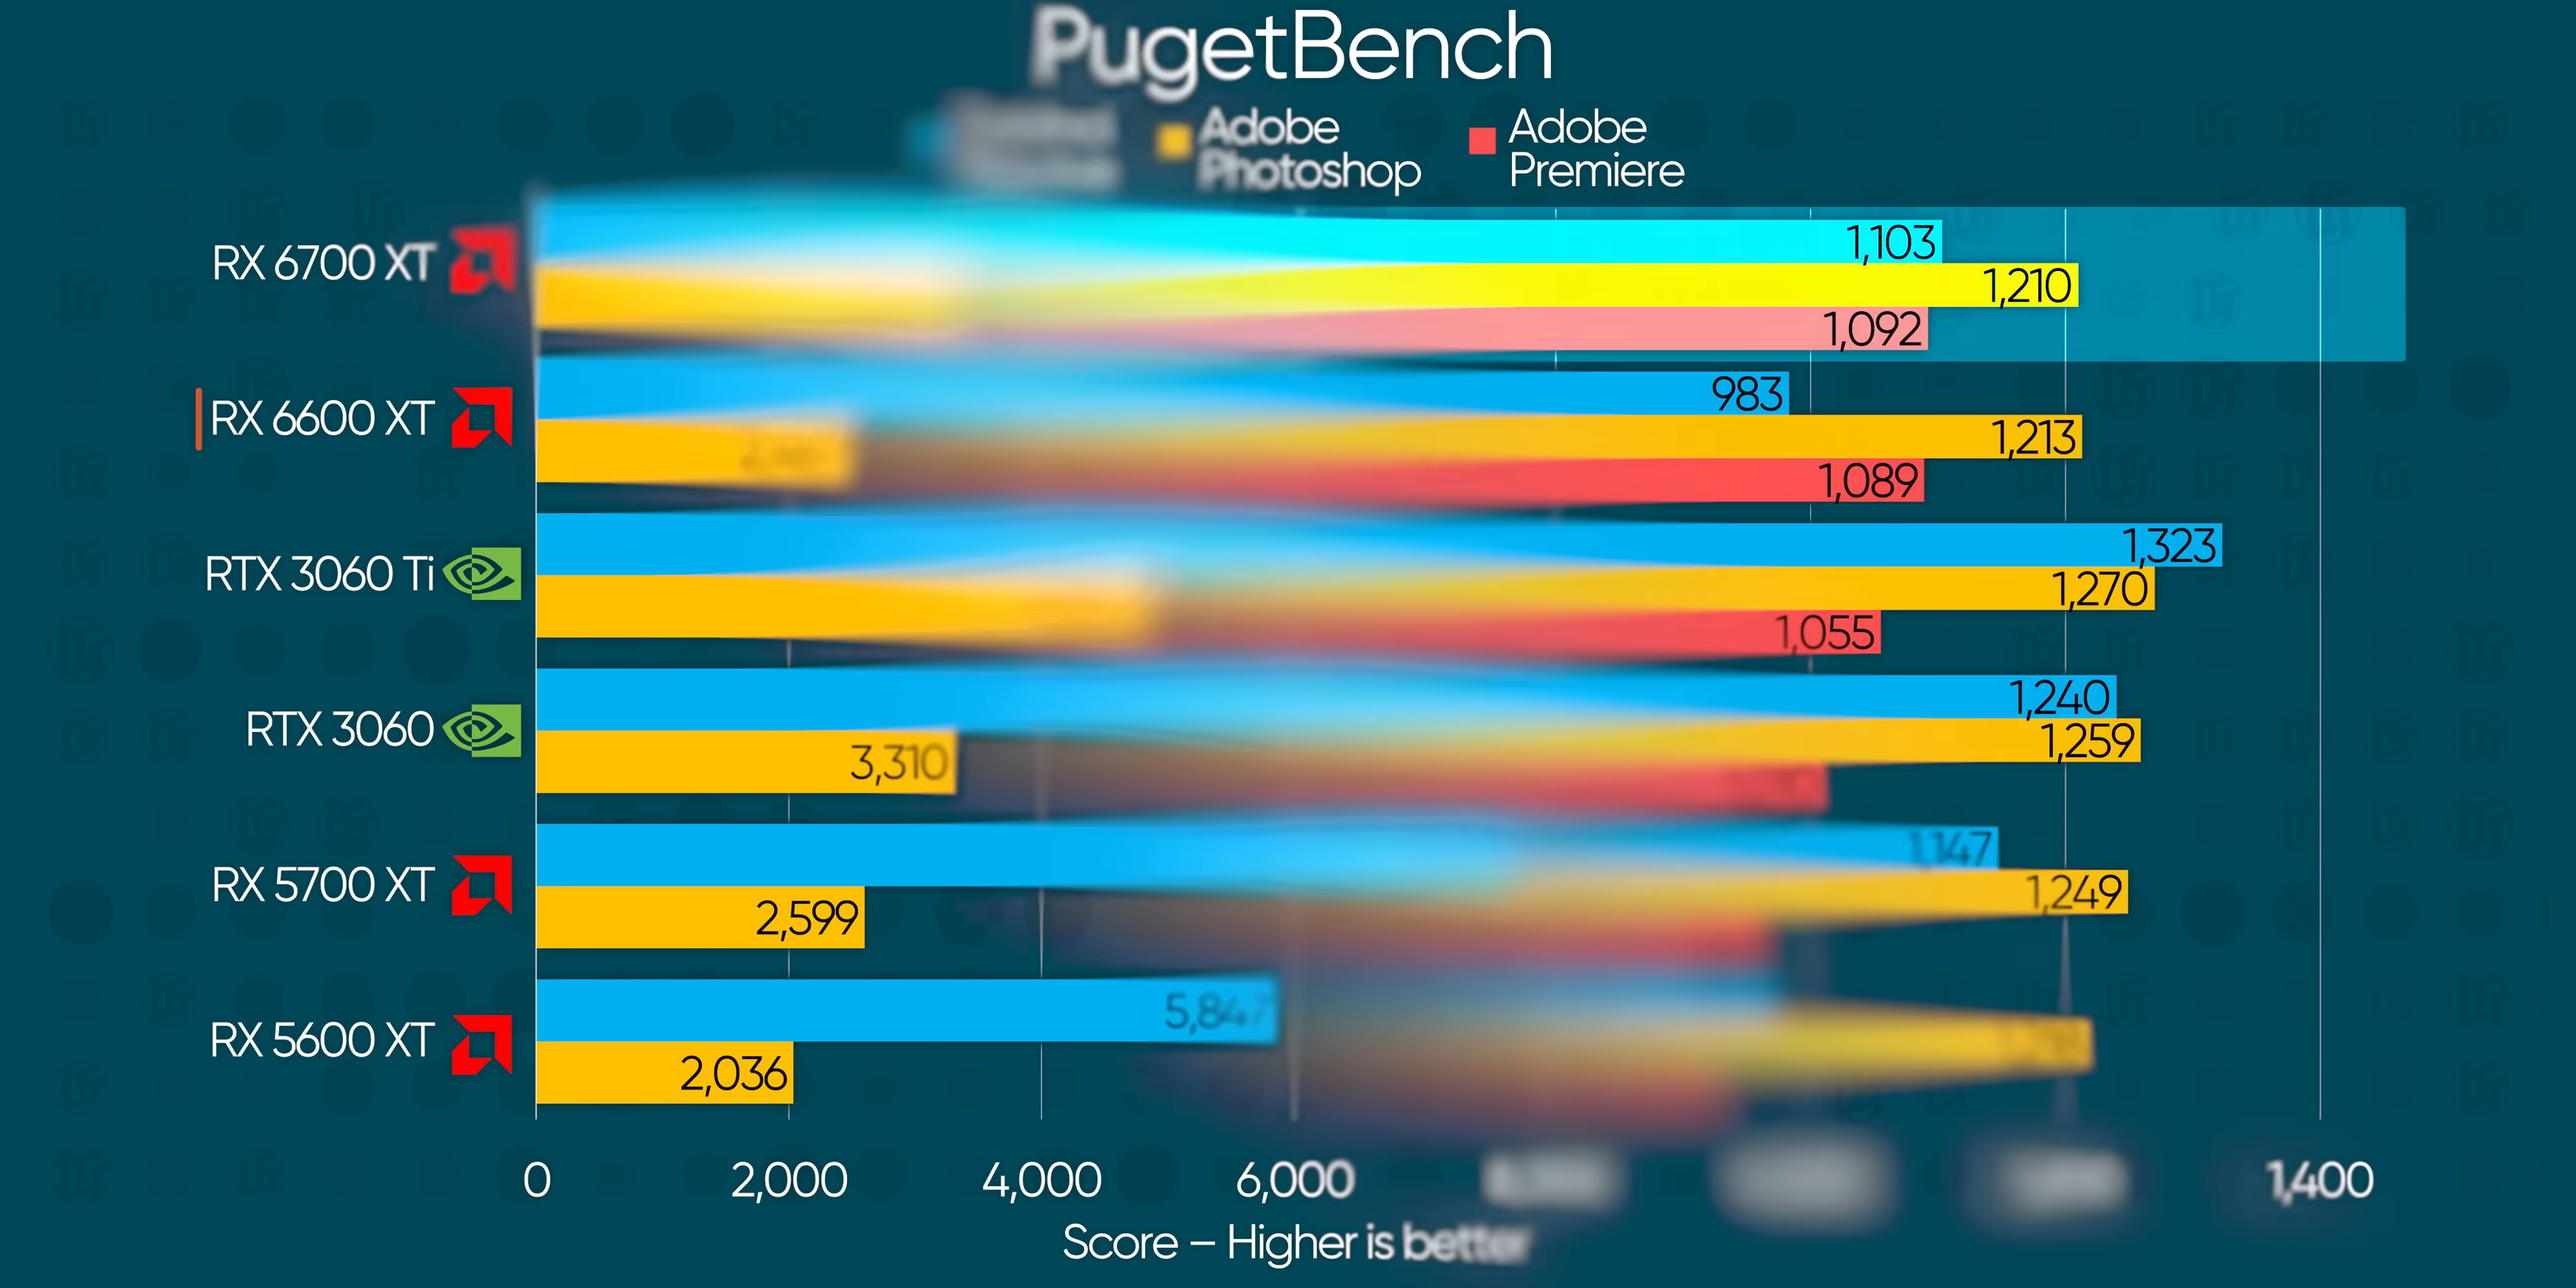 PugetBench
Adobe
Photoshop
Adobe
Premiere
RX 6700 XT
1,103
1,210
1,092
RX 6600 XT
983
1,213
1,089
RTX 3060 Ti
1,323
1,270
1,055
RTX 3060
3,310
1,240
1,259
RX 5700 XT
2,599
1,147
1,249
RX 5600 XT
2,036
0 2,000 4,000 6,000 1,400
Score – Higher is better